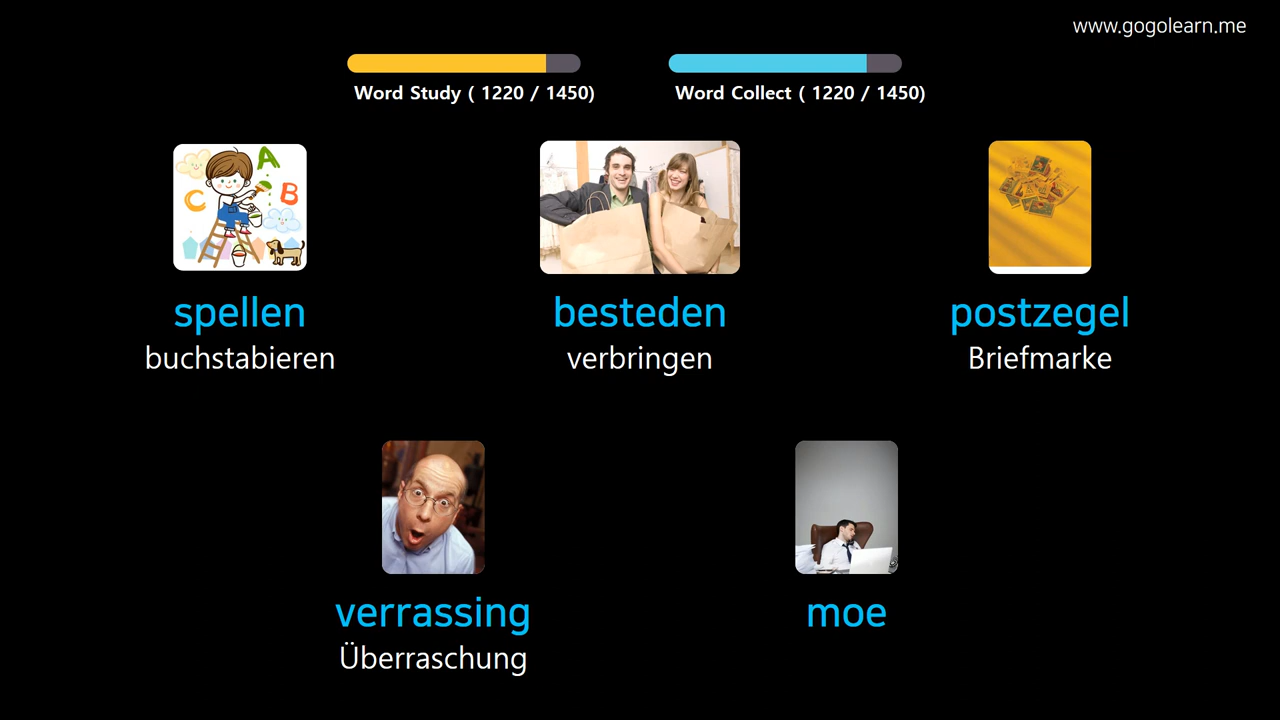 www.gogolearn.me
Word Study ( 1220 / 1450)
Word Collect ( 1220 / 1450)
A
B
C
spellen
buchstabieren
besteden
verbringen
postzegel
Briefmarke
verrassing
Überraschung
moe